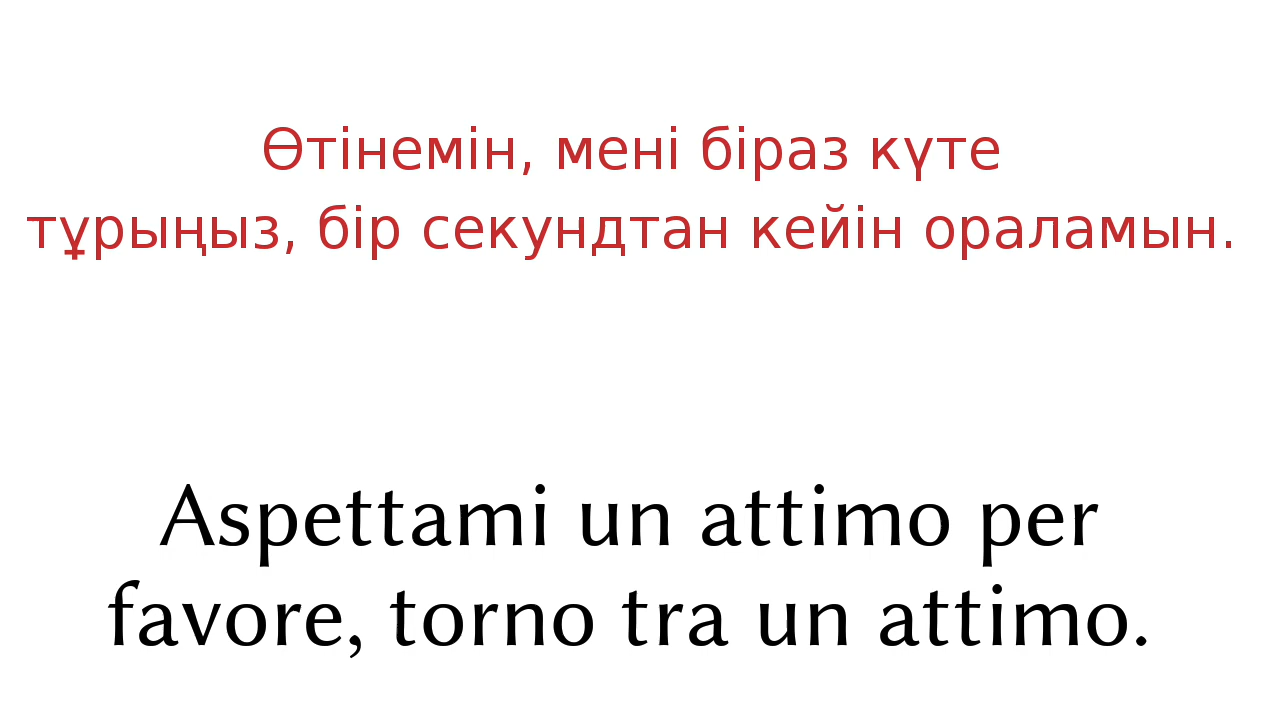 Өтінемін, мені біраз күте
тұрыңыз, бір секундтан кейін ораламын.
Aspettami un attimo per
favore, torno tra un attimo.